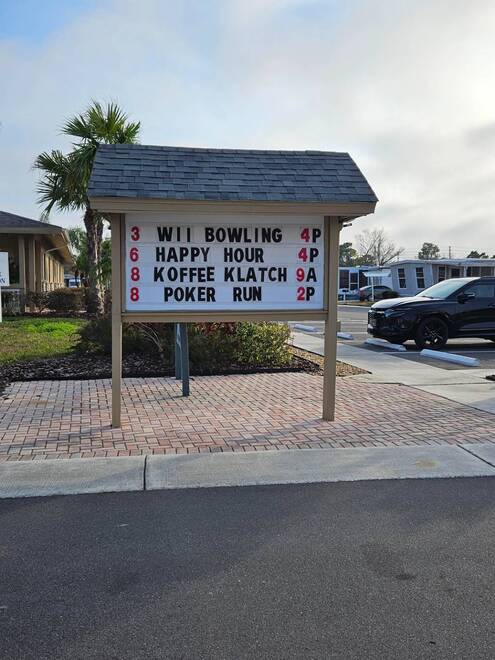 3 WII BOWLING 4P
6 HAPPY HOUR 4P
8 KOFFEE KLATCH 9A
8 POKER RUN 2P